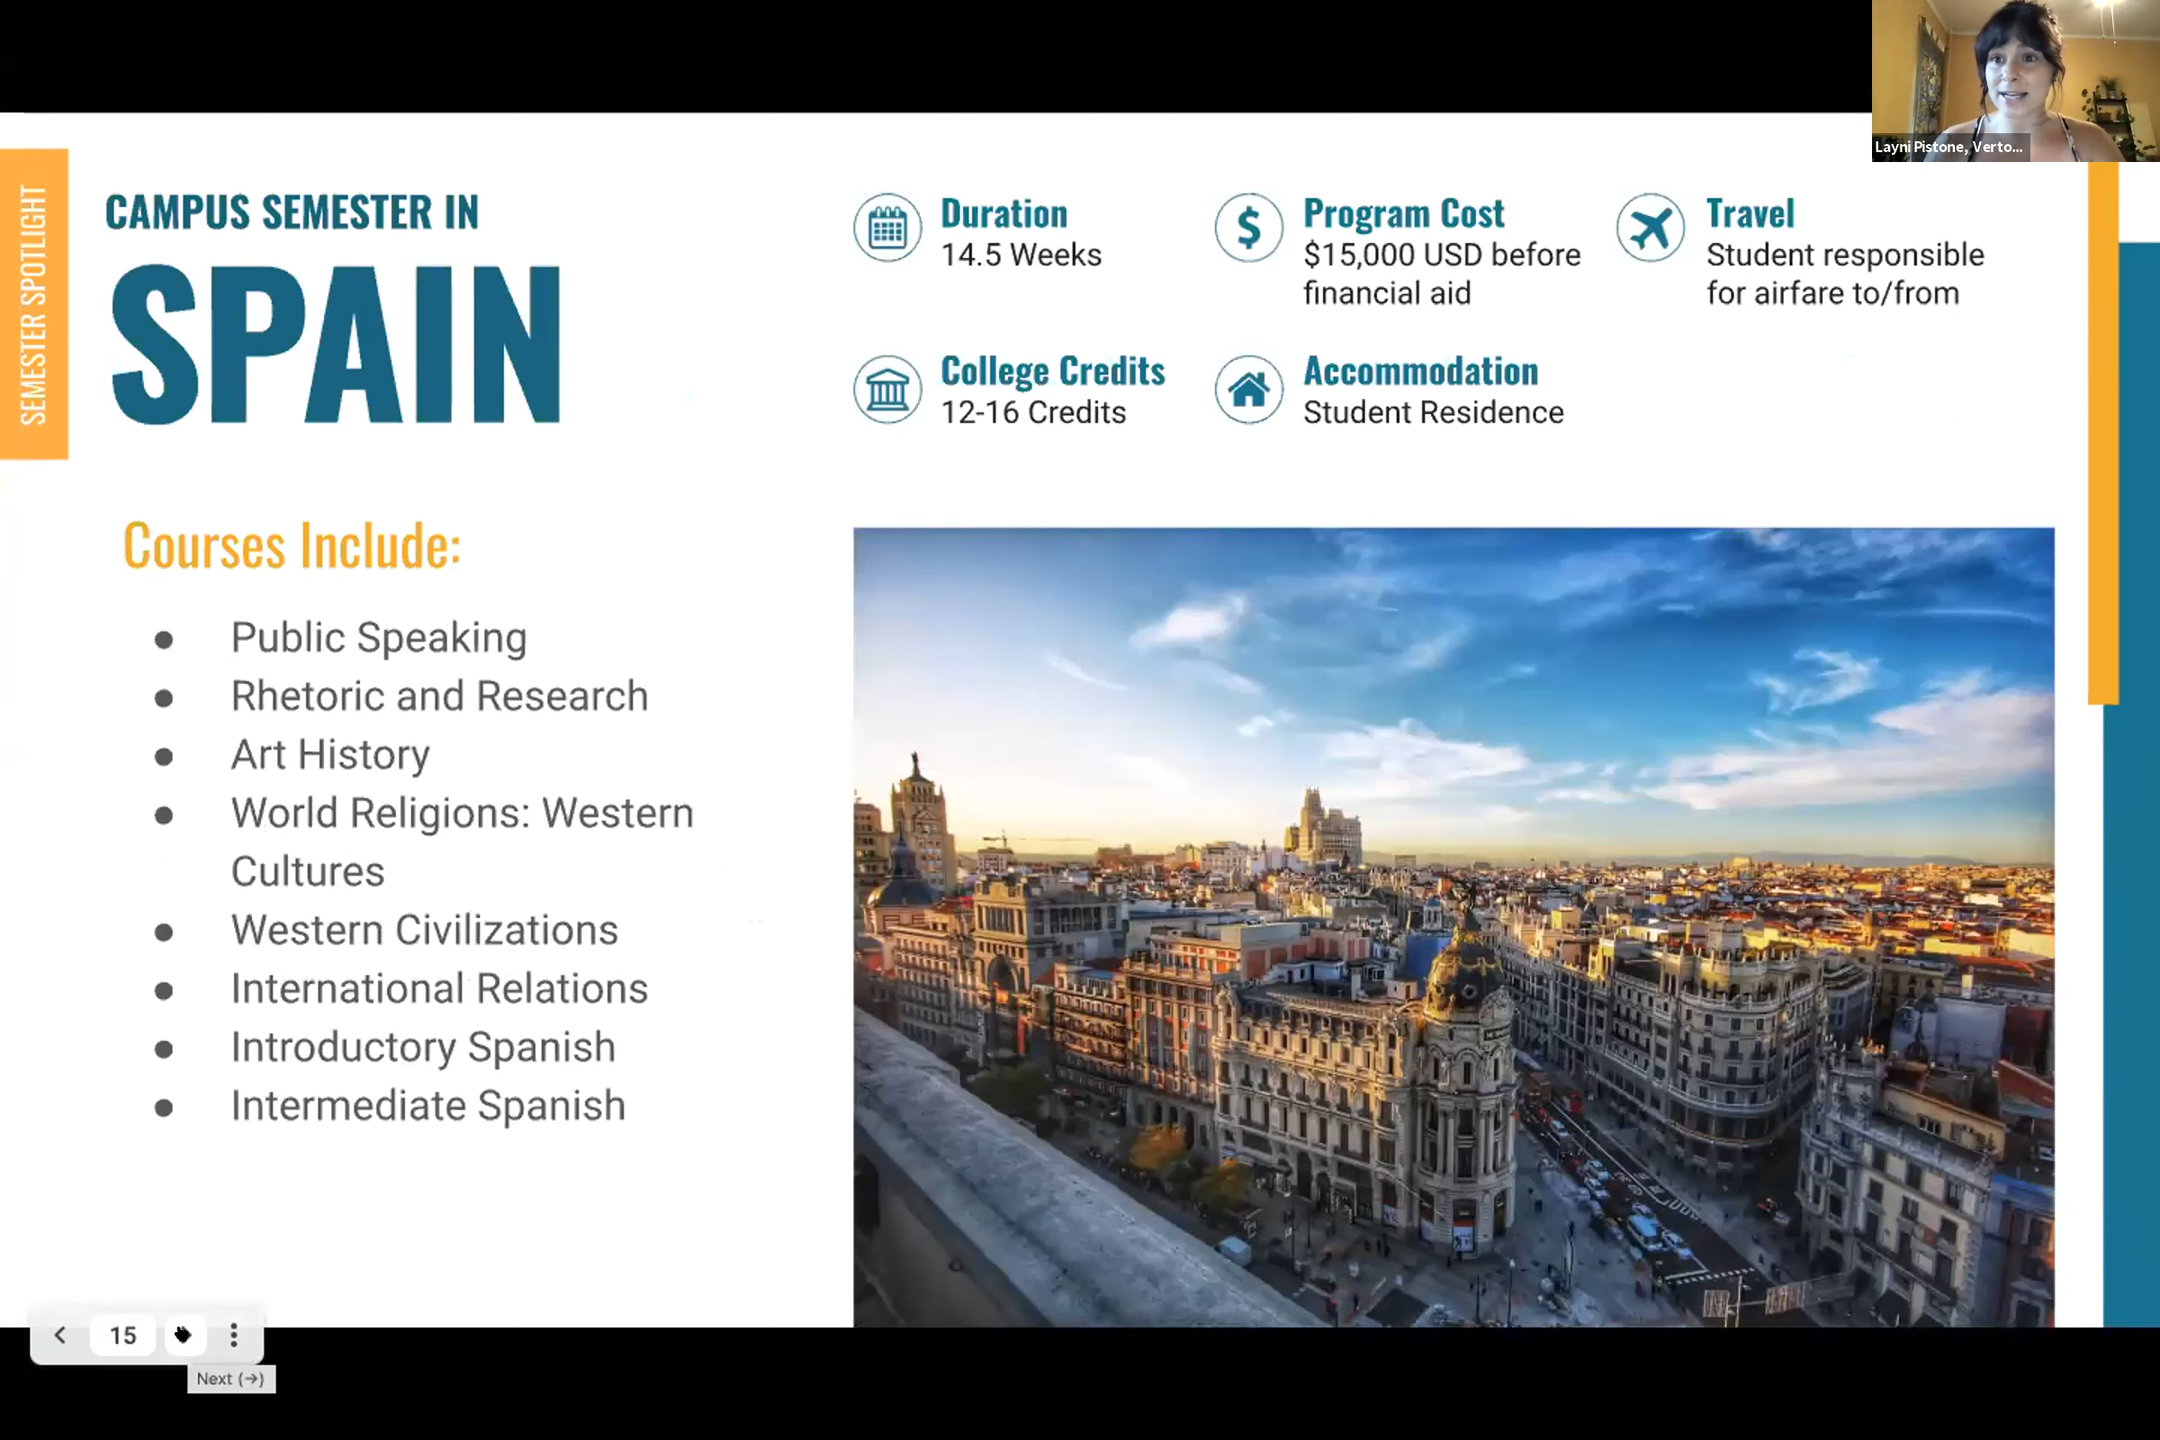 Layni Pistone, Verto...
SEMESTER SPOTLIGHT
CAMPUS SEMESTER IN
SPAIN
Duration
14.5 Weeks
Program Cost
$15,000 USD before
financial aid
Travel
Student responsible
for airfare to/from
College Credits
12-16 Credits
Accommodation
Student Residence
Courses Include:
● Public Speaking
● Rhetoric and Research
● Art History
● World Religions: Western
Cultures
● Western Civilizations
● International Relations
● Introductory Spanish
● Intermediate Spanish
15
Next (→)